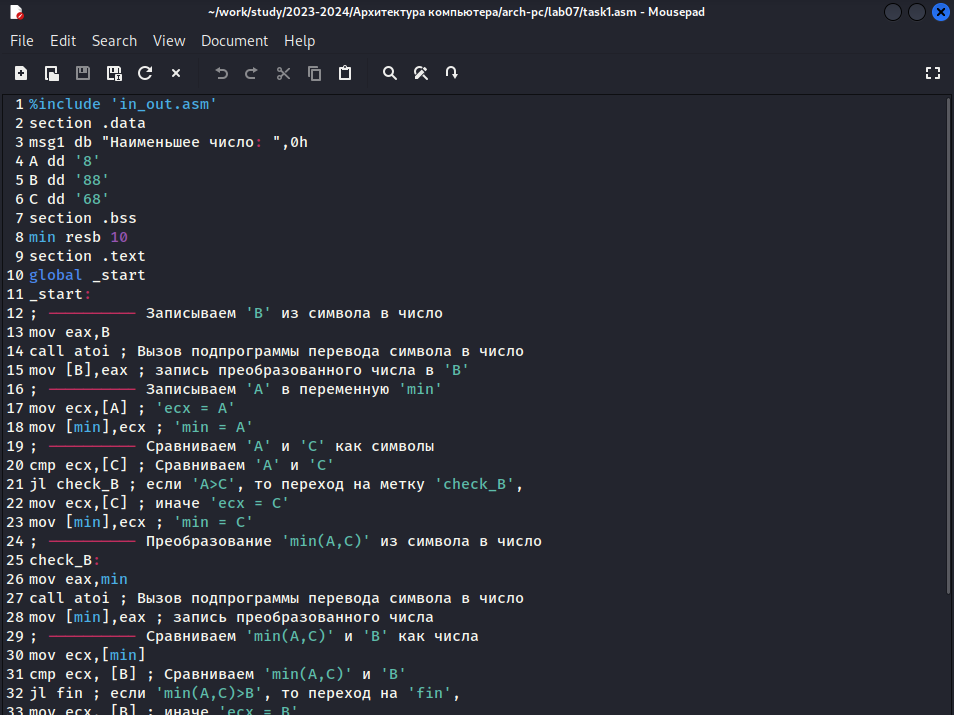 ~/work/study/2023-2024/Архитектура компьютера/arch-pc/lab07/task1.asm - Mousepad
File Edit Search View Document Help
1 %include 'in_out.asm'
2 section .data
3 msg1 db "Наименьшее число: ",0h
4 A dd '8'
5 B dd '88'
6 C dd '68'
7 section .bss
8 min resb 10
9 section .text
10 global _start
11 _start:
12 ; ---------- Записываем 'B' из символа в число
13 mov eax,B
14 call atoi ; Вызов подпрограммы перевода символа в число
15 mov [B],eax ; запись преобразованного числа в 'B'
16 ; ---------- Записываем 'A' в переменную 'min'
17 mov ecx,[A] ; 'ecx = A'
18 mov [min],ecx ; 'min = A'
19 ; ---------- Сравниваем 'A' и 'C' как символы
20 cmp ecx,[C] ; Сравниваем 'A' и 'C'
21 jl check_B ; если 'A>C', то переход на метку 'check_B',
22 mov ecx,[C] ; иначе 'ecx = C'
23 mov [min],ecx ; 'min = C'
24 ; ---------- Преобразование 'min(A,C)' из символа в число
25 check_B:
26 mov eax,min
27 call atoi ; Вызов подпрограммы перевода символа в число
28 mov [min],eax ; запись преобразованного числа
29 ; ---------- Сравниваем 'min(A,C)' и 'B' как числа
30 mov ecx,[min]
31 cmp ecx, [B] ; Сравниваем 'min(A,C)' и 'B'
32 jl fin ; если 'min(A,C)>B', то переход на 'fin',
33 mov ecx, [B] ; иначе 'ecx = B'